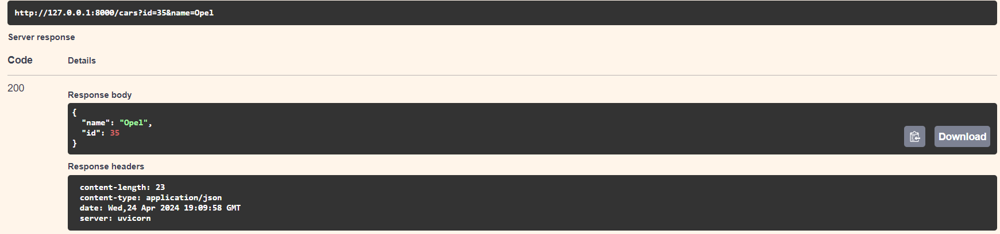 http://127.0.0.1:8000/cars?id=35&name=Opel
Server response
Code Details
200
Response body
{
"name": "Opel",
"id": 35
}
Download
Response headers
content-length: 23
content-type: application/json
date: Wed,24 Apr 2024 19:09:58 GMT
server: uvicorn